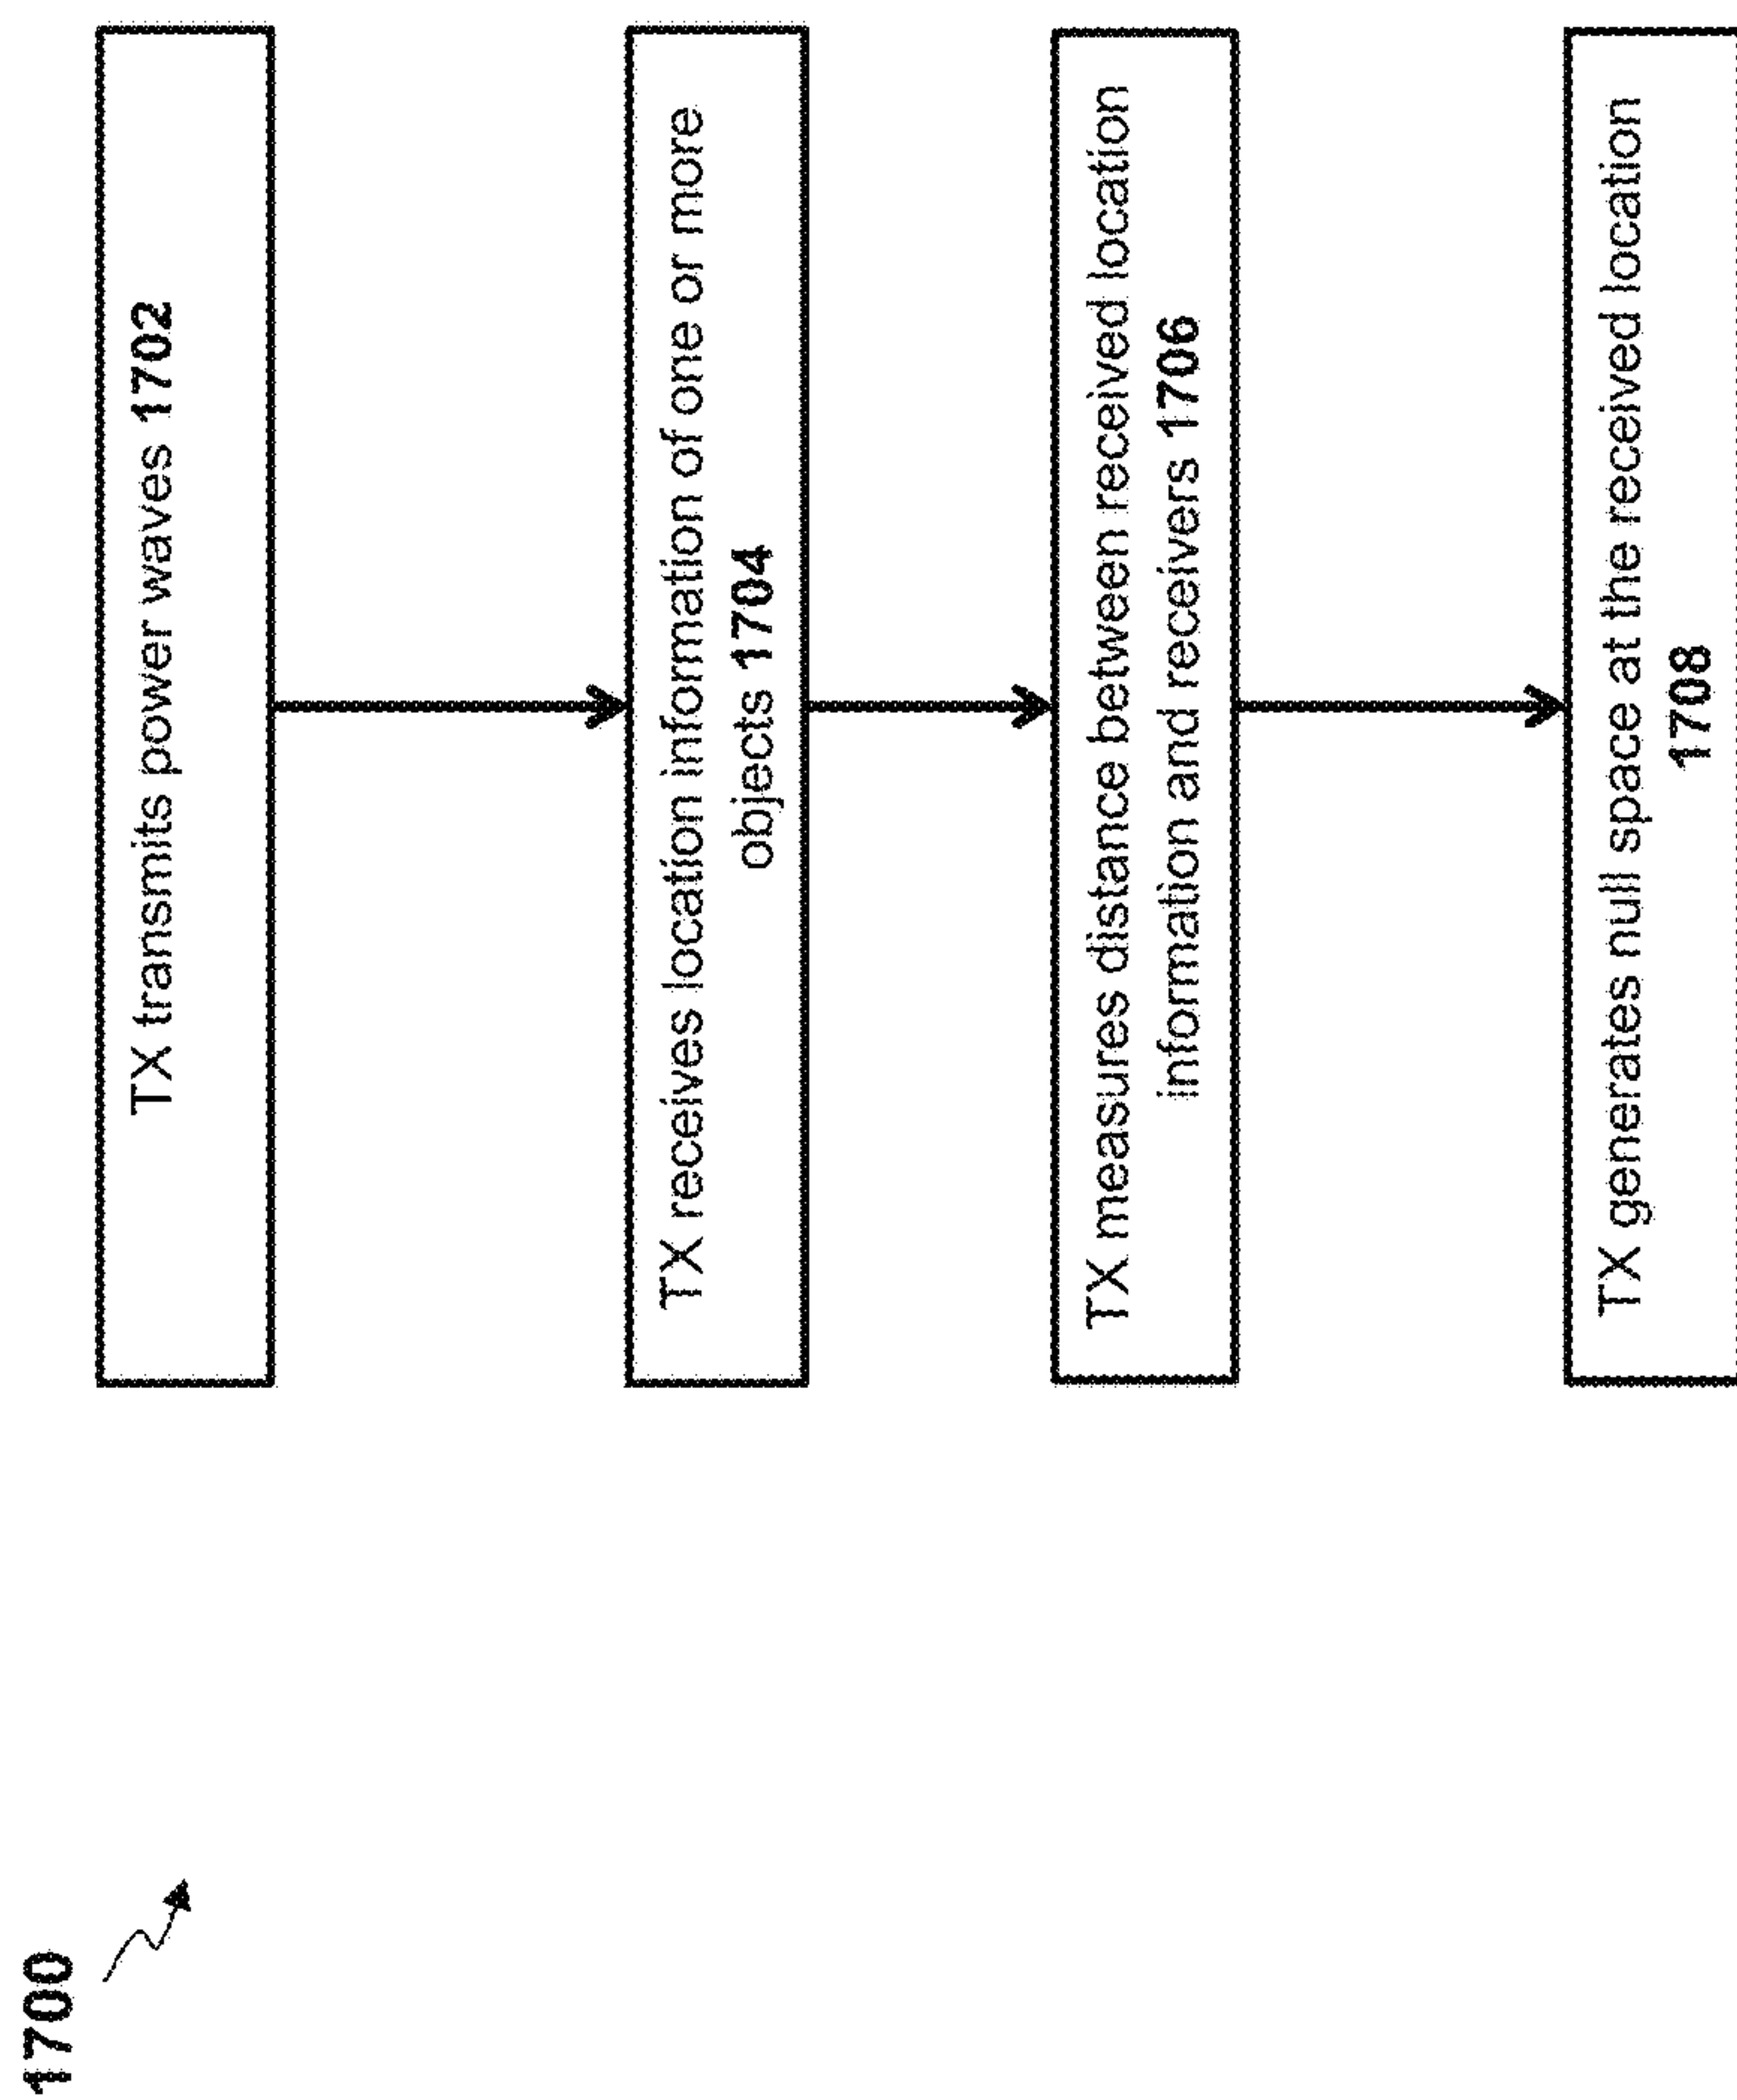 1700
TX transmits power waves 1702
TX receives location information of one or more
objects 1704
TX measures distance between received location
information and receivers 1706
TX generates null space at the received location
1708